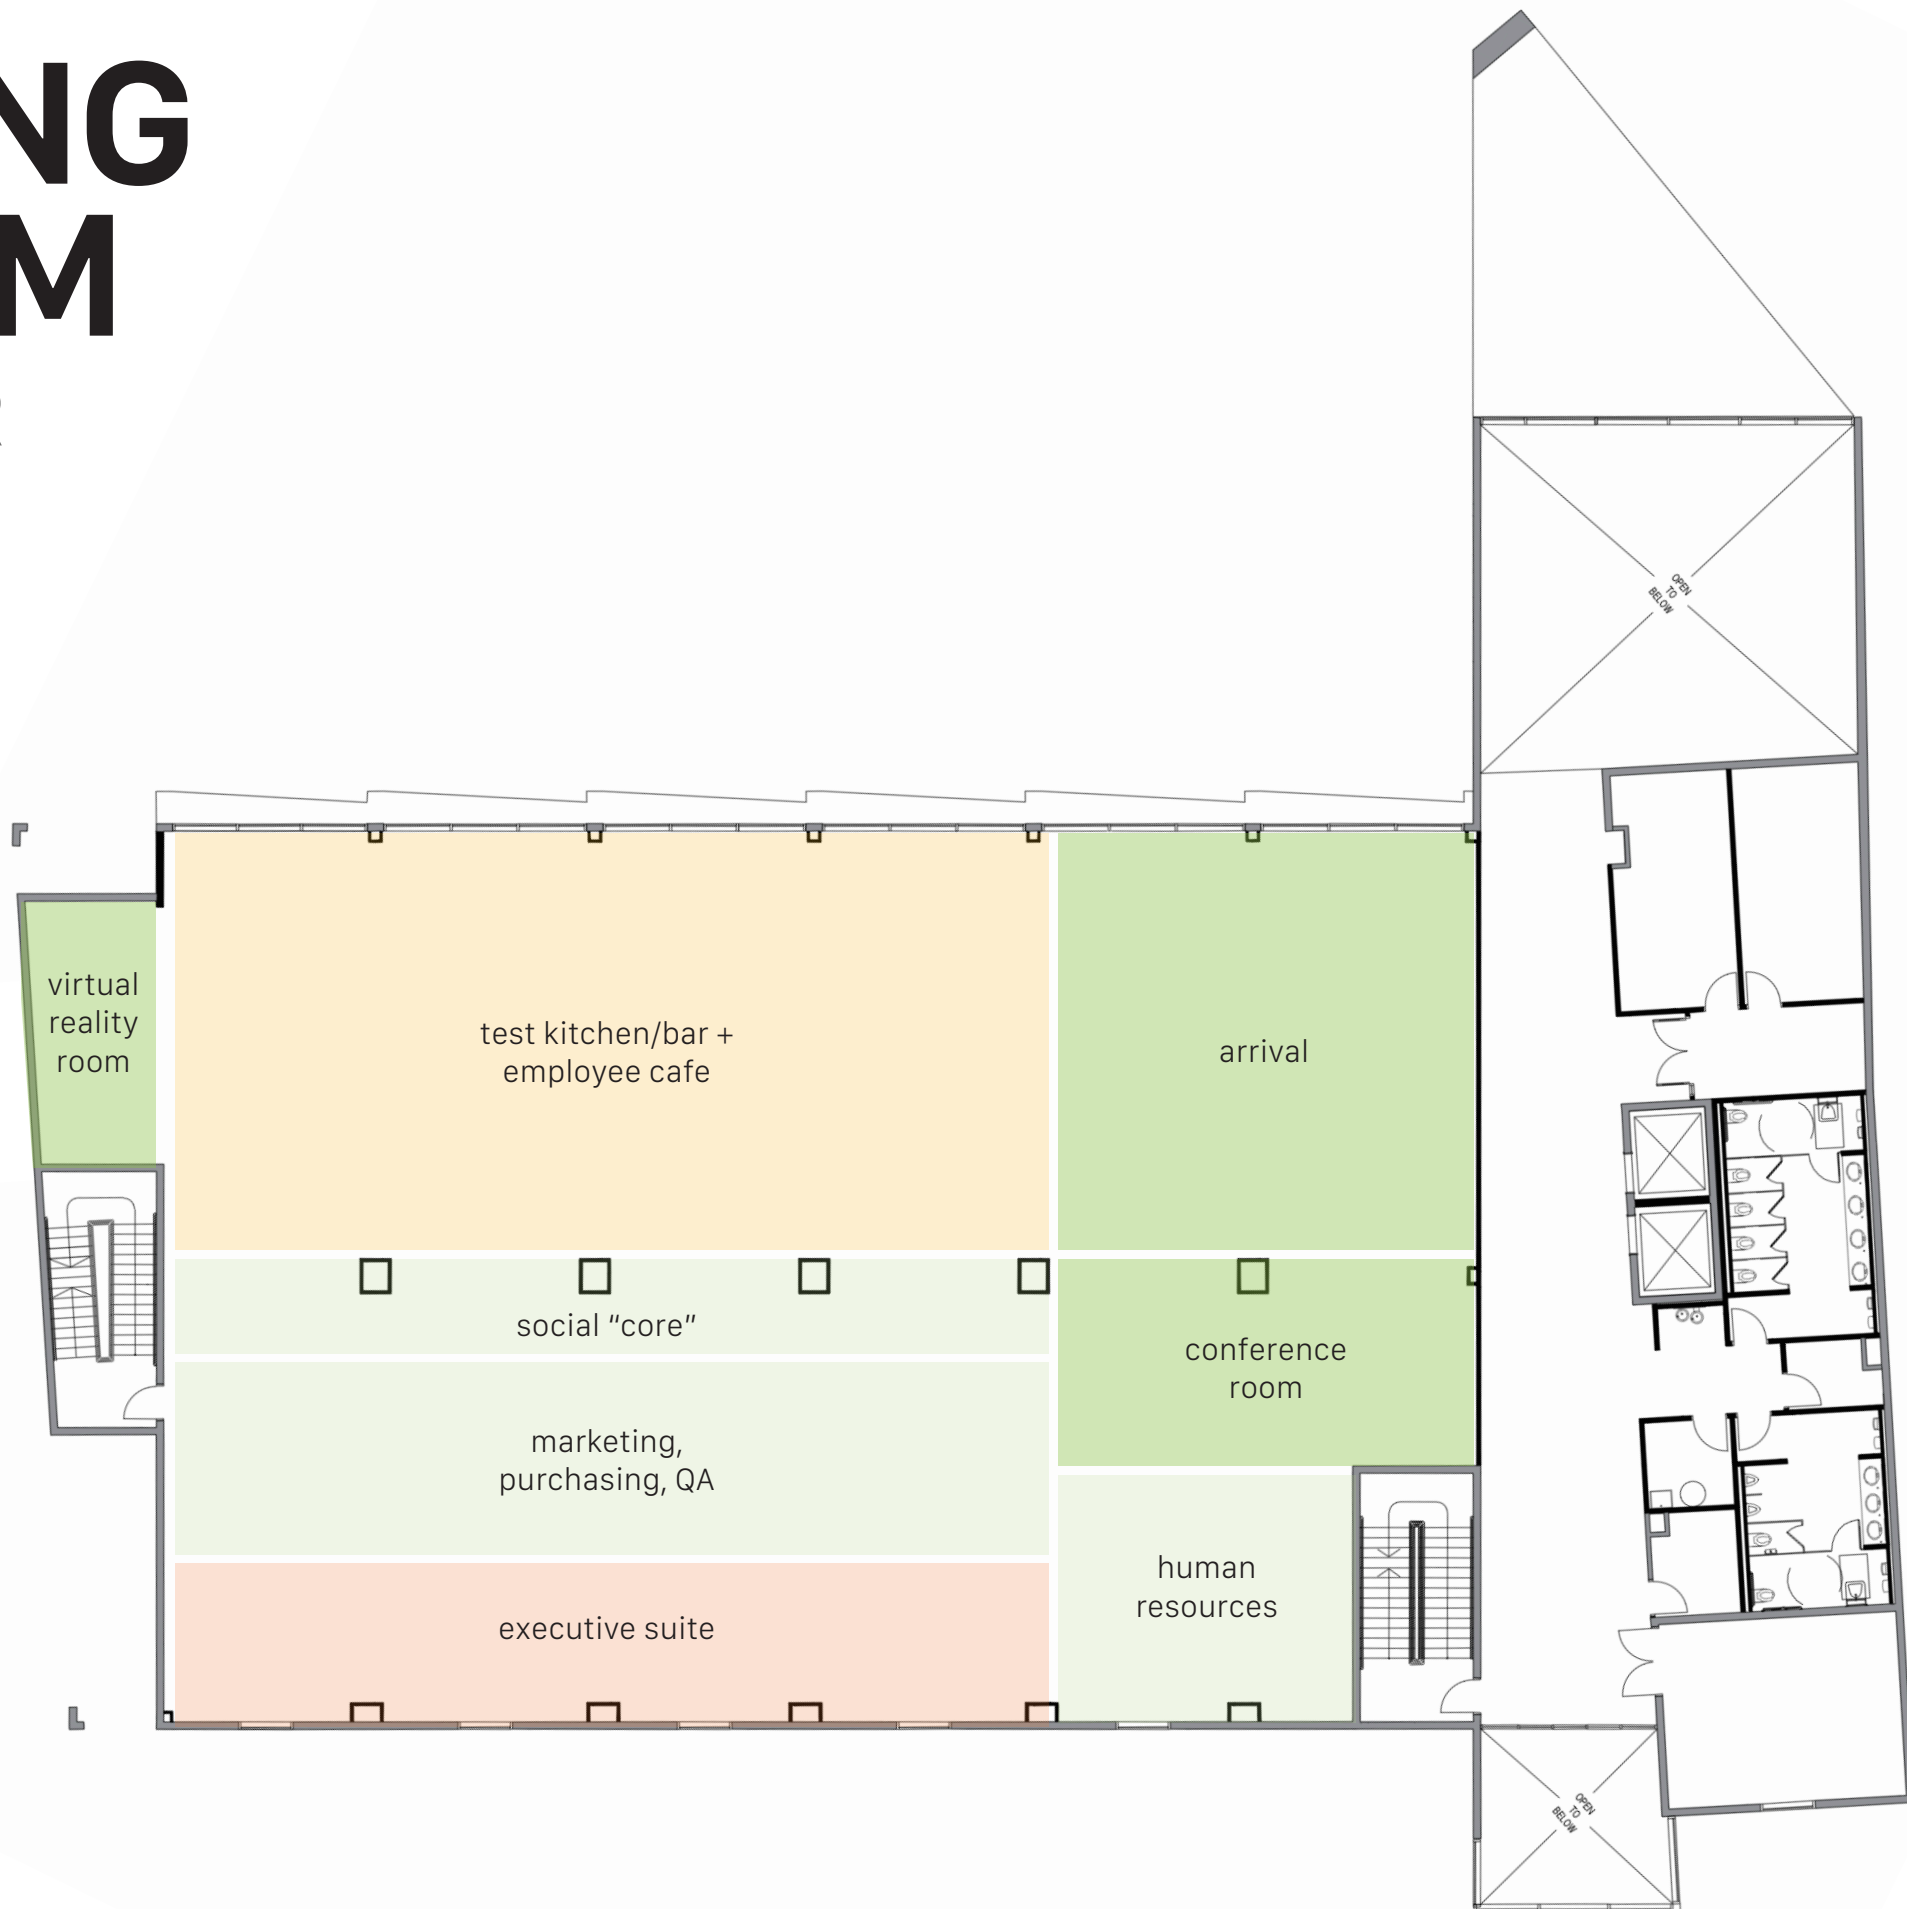 NG
M
OPEN
TO
BELOW
virtual
reality
room
test kitchen/bar +
employee cafe
arrival
social “core”
conference
room
marketing,
purchasing, QA
human
resources
executive suite
OPEN
TO
BELOW